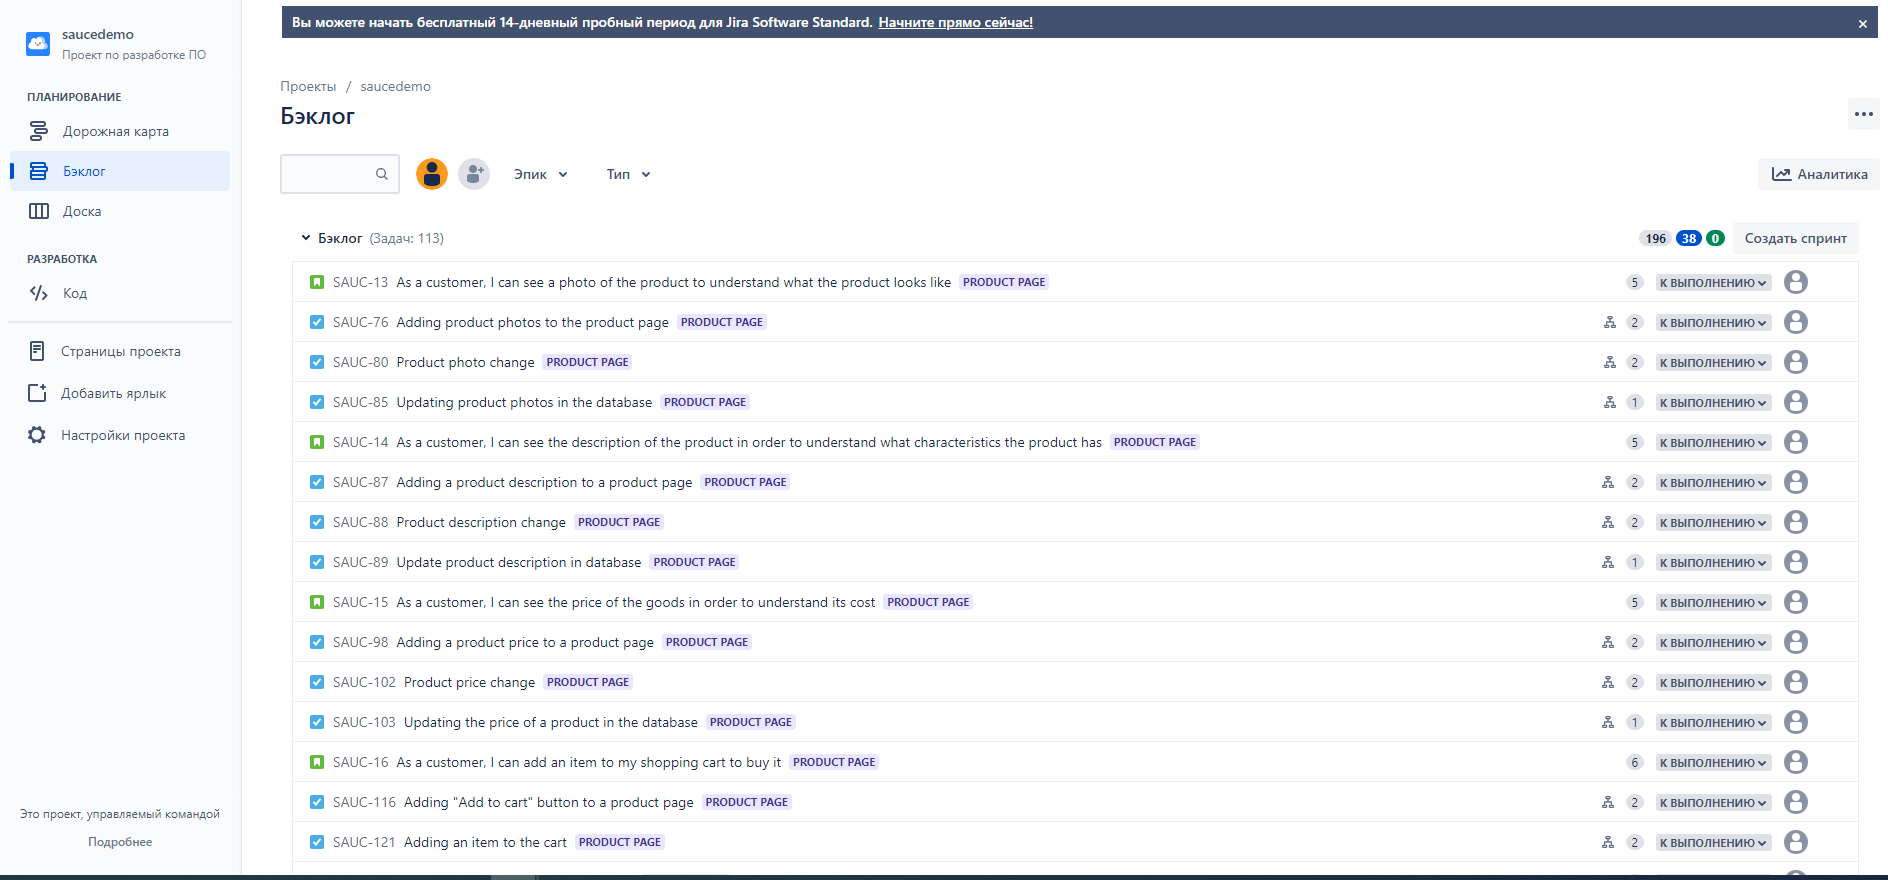 Вы можете начать бесплатный 14-дневный пробный период для Jira Software Standard. Начните прямо сейчас!
saucedemo
Проект по разработке ПО
ПЛАНИРОВАНИЕ
Дорожная карта
Бэклог
Доска
РАЗРАБОТКА
Код
Страницы проекта
Добавить ярлык
Настройки проекта
Это проект, управляемый командой
Подробнее
Проекты / saucedemo
Бэклог
Эпик
Тип
Аналитика
Бэклог (Задач: 113) 196 38 0 Создать спринт
SAUC-13 As a customer, I can see a photo of the product to understand what the product looks like PRODUCT PAGE 5 К ВЫПОЛНЕНИЮ
SAUC-76 Adding product photos to the product page PRODUCT PAGE 2 К ВЫПОЛНЕНИЮ
SAUC-80 Product photo change PRODUCT PAGE 2 К ВЫПОЛНЕНИЮ
SAUC-85 Updating product photos in the database PRODUCT PAGE 1 К ВЫПОЛНЕНИЮ
SAUC-14 As a customer, I can see the description of the product in order to understand what characteristics the product has PRODUCT PAGE 5 К ВЫПОЛНЕНИЮ
SAUC-87 Adding a product description to a product page PRODUCT PAGE 2 К ВЫПОЛНЕНИЮ
SAUC-88 Product description change PRODUCT PAGE 2 К ВЫПОЛНЕНИЮ
SAUC-89 Update product description in database PRODUCT PAGE 1 К ВЫПОЛНЕНИЮ
SAUC-15 As a customer, I can see the price of the goods in order to understand its cost PRODUCT PAGE 5 К ВЫПОЛНЕНИЮ
SAUC-98 Adding a product price to a product page PRODUCT PAGE 2 К ВЫПОЛНЕНИЮ
SAUC-102 Product price change PRODUCT PAGE 2 К ВЫПОЛНЕНИЮ
SAUC-103 Updating the price of a product in the database PRODUCT PAGE 1 К ВЫПОЛНЕНИЮ
SAUC-16 As a customer, I can add an item to my shopping cart to buy it PRODUCT PAGE 6 К ВЫПОЛНЕНИЮ
SAUC-116 Adding "Add to cart" button to a product page PRODUCT PAGE 2 К ВЫПОЛНЕНИЮ
SAUC-121 Adding an item to the cart PRODUCT PAGE 2 К ВЫПОЛНЕНИЮ